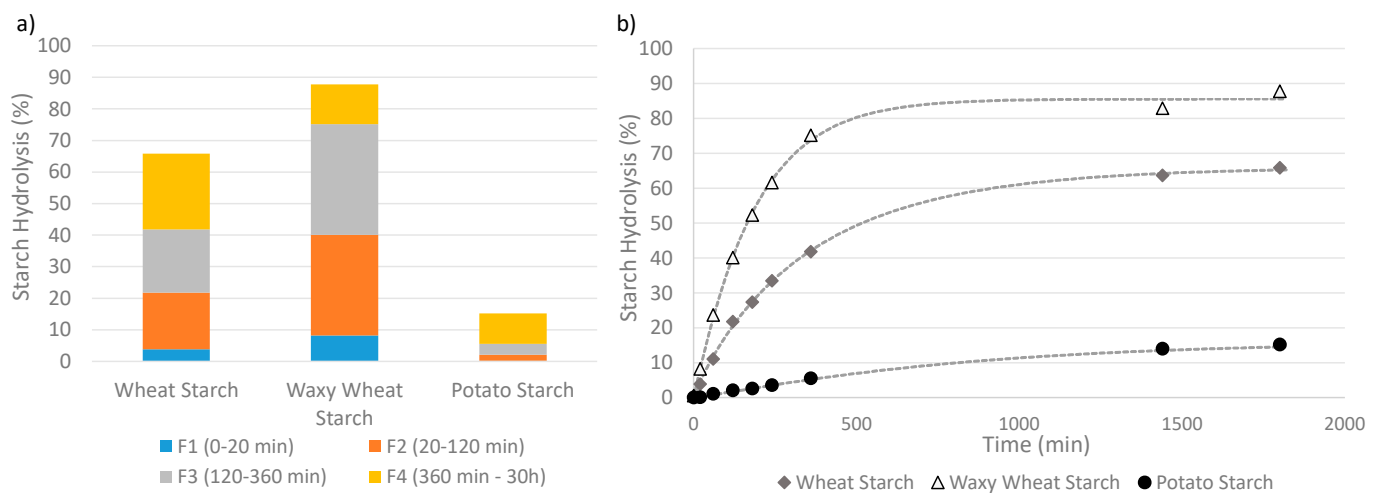 a)
100
90
80
70
60
50
40
30
20
10
0
Starch Hydrolysis (%)
Wheat Starch
Waxy Wheat
Starch
Potato Starch
F1 (0-20 min)
F2 (20-120 min)
F3 (120-360 min)
F4 (360 min - 30h)
b)
100
90
80
70
60
50
40
30
20
10
0
Starch Hydrolysis (%)
0
500
1000
1500
2000
Time (min)
Wheat Starch
Waxy Wheat Starch
Potato Starch